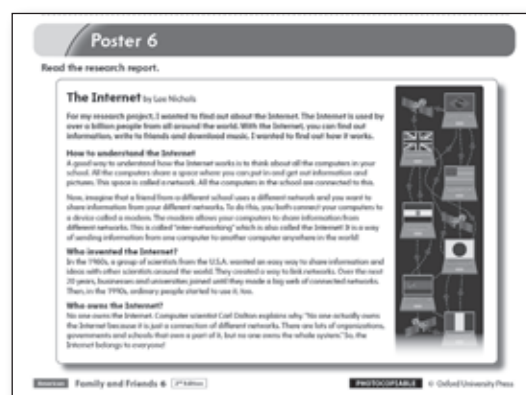 Poster 6
Read the research report.
The Internet by Lee Nichols
For my research project, I wanted to find out about the Internet. The Internet is used by
over a billion people from all around the world. With the Internet, you can find out
information, write to friends and download music. I wanted to find out how it works.
How to understand the Internet
A good way to understand how the Internet works is to think about all the computers in your
school. All the computers share a space where you can put in and get out information and
pictures. This space is called a network. All the computers in the school are connected to this.
Now, imagine that a friend from a different school uses a different network and you want to
share information from your different networks. To do this, you both connect your computers to
a device called a modem. The modem allows your computers to share information from
different networks. This is called "inter-networking" which is also called the Internet! It is a way
of sending information from one computer to another computer anywhere in the world!
Who invented the Internet?
In the 1960s, a group of scientists from the U.S.A. wanted an easy way to share information and
ideas with other scientists around the world. They created a way to link networks. Over the next
20 years, businesses and universities joined until they made a big web of connected networks.
Then, in the 1990s, ordinary people started to use it, too.
Who owns the Internet?
No one owns the Internet. Computer scientist Carl Dalton explains why. "No one actually owns
the Internet because it is just a connection of different networks. There are lots of organizations,
governments and schools that own a part of it, but no one owns the whole system." So, the
Internet belongs to everyone!
American Family and Friends 6 2nd Edition
PHOTOCOPIABLE © Oxford University Press